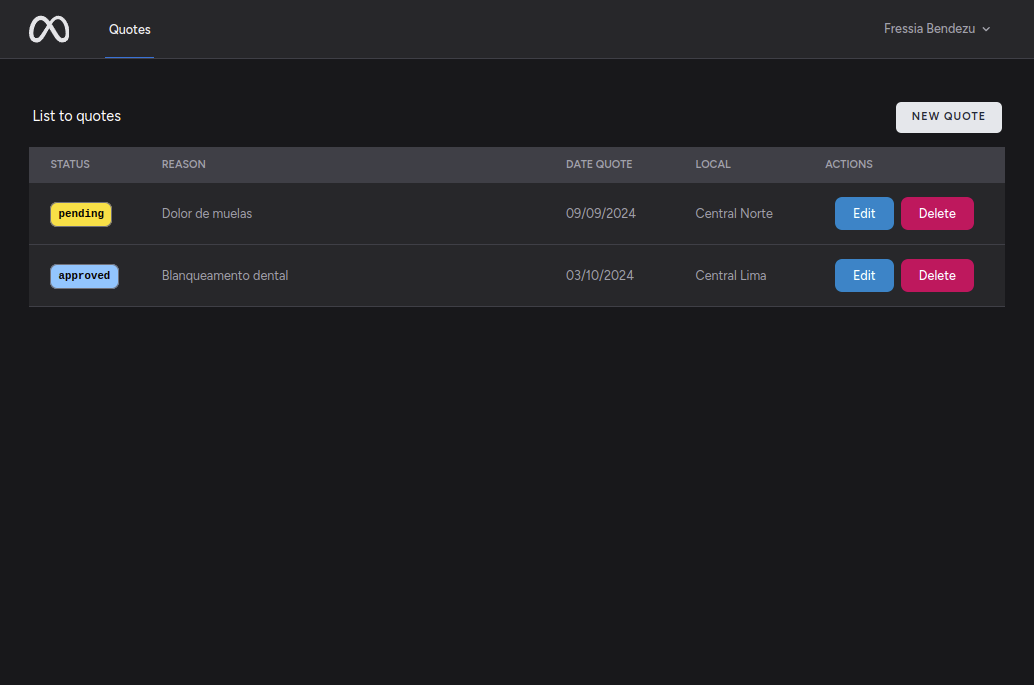 Quotes
Fressia Bendezu
List to quotes
NEW QUOTE
STATUS REASON DATE QUOTE LOCAL ACTIONS
pending Dolor de muelas 09/09/2024 Central Norte Edit Delete
approved Blanqueamento dental 03/10/2024 Central Lima Edit Delete